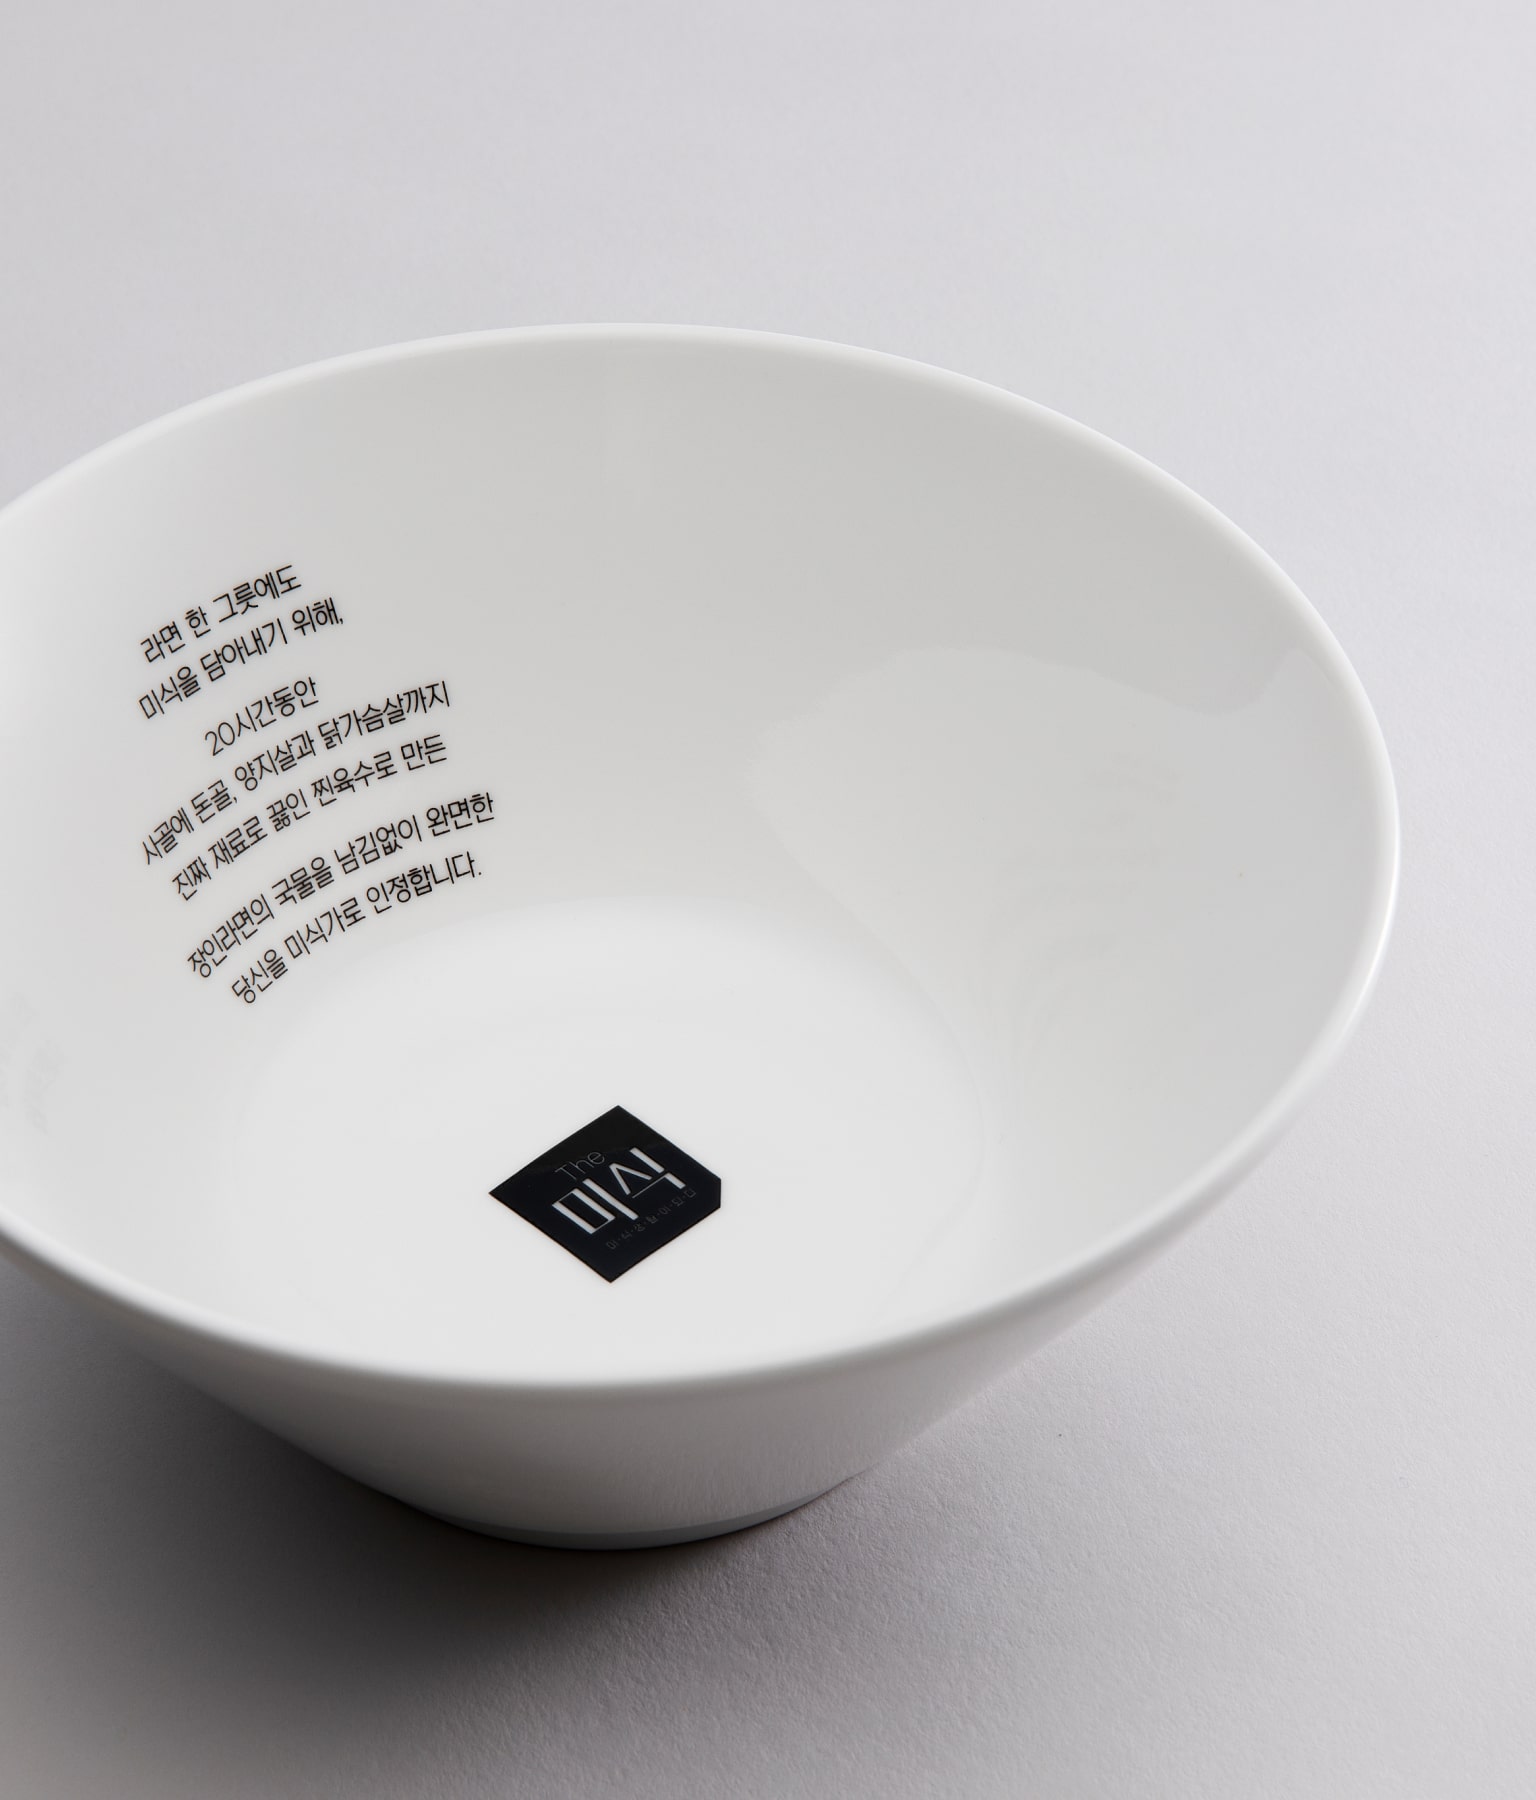 라면 한 그릇에도
미식을 담아내기 위해,
20시간동안
사골에 돈골, 양지살과 닭가슴살까지
진짜 재료로 끓인 찐육수로 만든
장인라면의 국물을 남김없이 완면한
당신을 미식가로 인정합니다.
The
미식